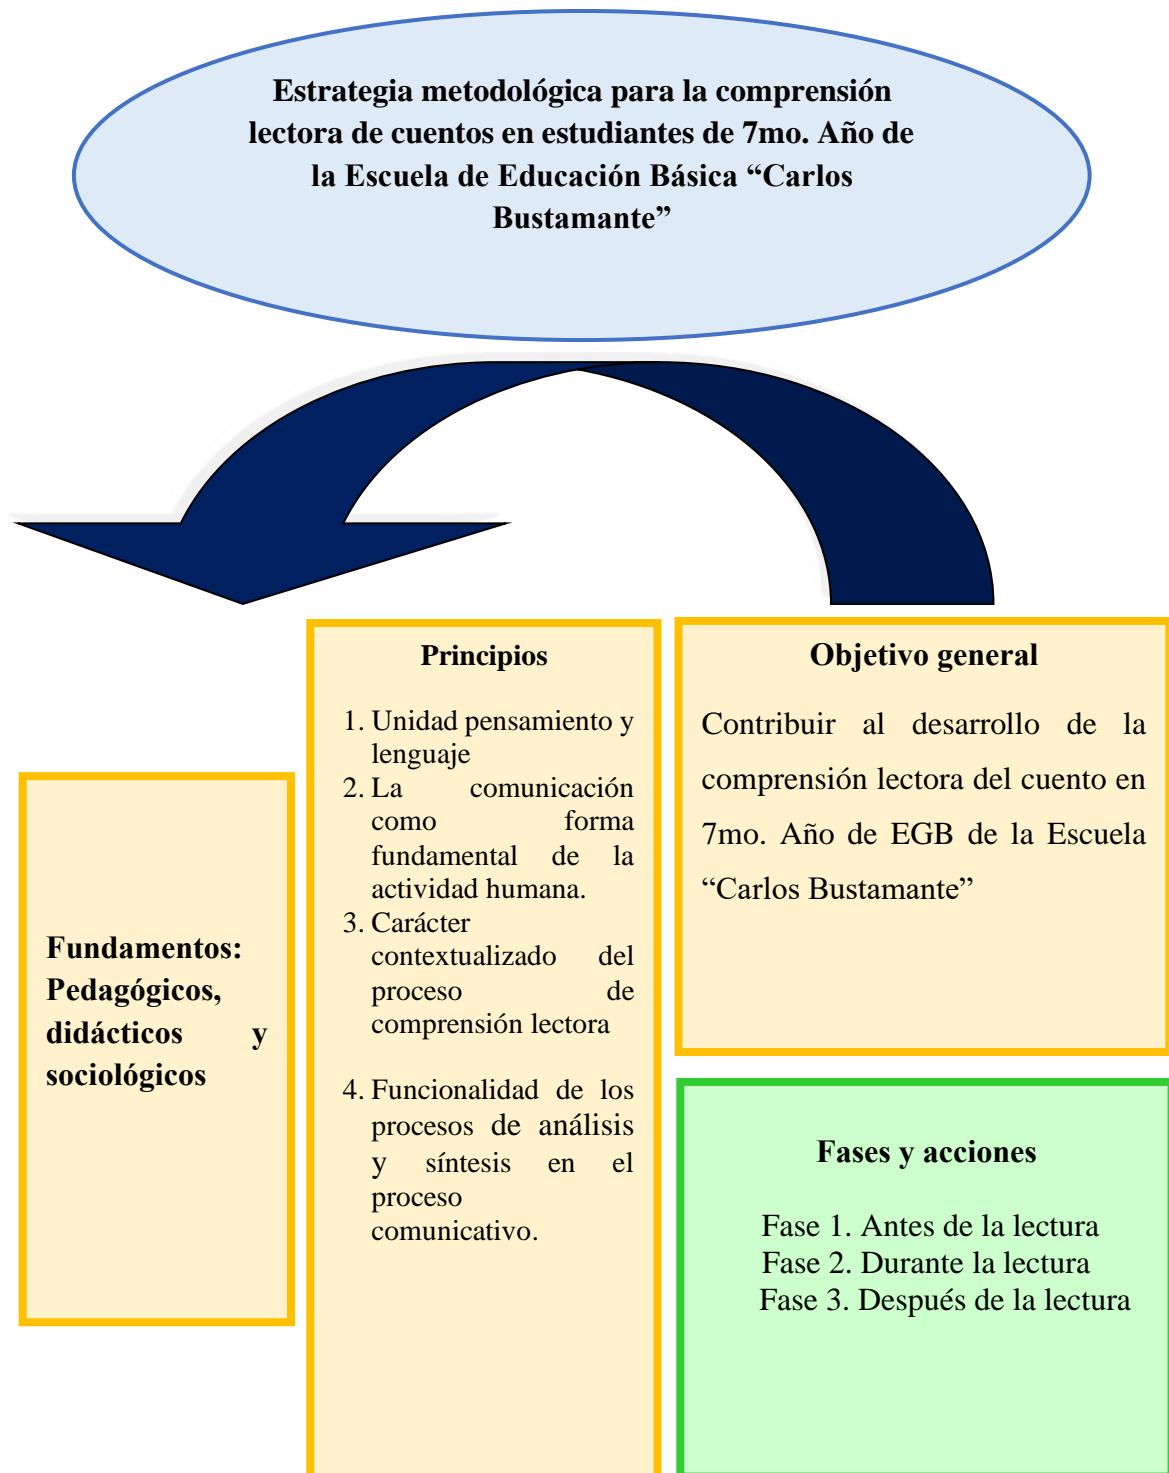 Estrategia metodológica para la comprensión
lectora de cuentos en estudiantes de 7mo. Año de
la Escuela de Educación Básica “Carlos
Bustamante”
Fundamentos:
Pedagógicos,
didácticos y
sociológicos
Principios
1. Unidad pensamiento y
lenguaje
2. La comunicación
como forma
fundamental de la
actividad humana.
3. Carácter
contextualizado del
proceso de
comprensión lectora
4. Funcionalidad de los
procesos de análisis
y síntesis en el
proceso
comunicativo.
Objetivo general
Contribuir al desarrollo de la
comprensión lectora del cuento en
7mo. Año de EGB de la Escuela
“Carlos Bustamante”
Fases y acciones
Fase 1. Antes de la lectura
Fase 2. Durante la lectura
Fase 3. Después de la lectura